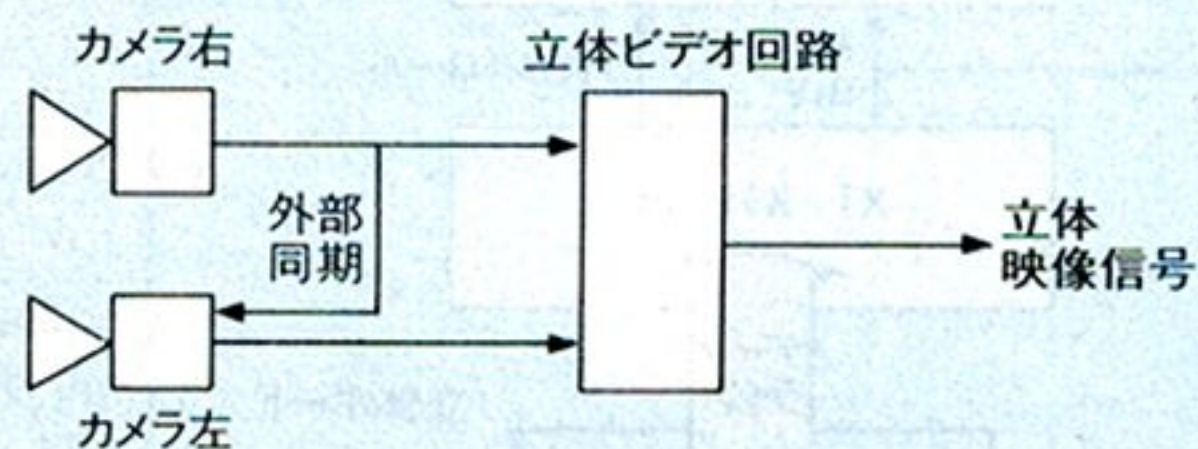 カメラ右
立体ビデオ回路
外部
同期
立体
映像信号
カメラ左